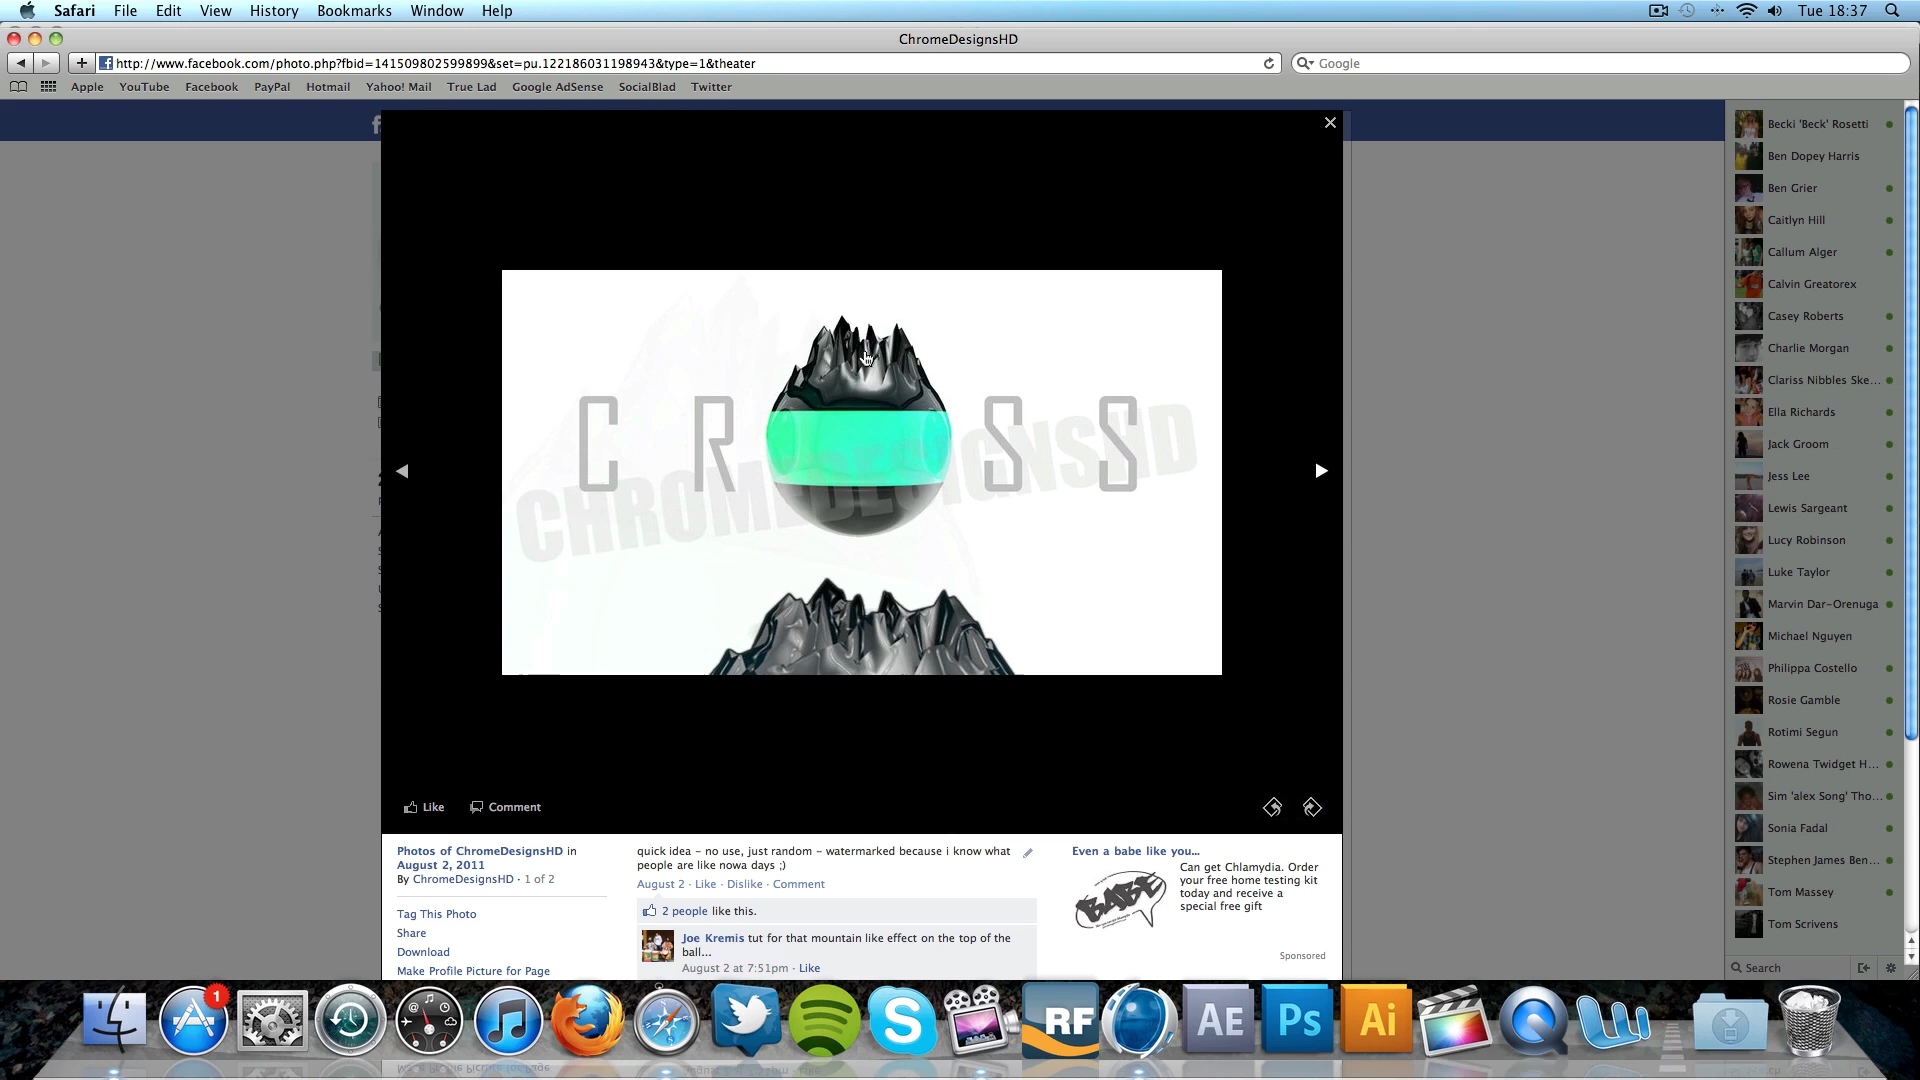 Safari File Edit View History Bookmarks Window Help Tue 18:37
ChromeDesignsHD
http://www.facebook.com/photo.php?fbid=141509802599899&set=pu.122186031198943&type=1&theater Google
Apple YouTube Facebook PayPal Hotmail Yahoo! Mail True Lad Google AdSense SocialBlad Twitter
C R S S
CHROMEDESIGNSHD
Like Comment
Photos of ChromeDesignsHD in
August 2, 2011
By ChromeDesignsHD · 1 of 2
Tag This Photo
Share
Download
Make Profile Picture for Page
quick idea – no use, just random – watermarked because i know what
people are like nowa days ;)
August 2 · Like · Dislike · Comment
2 people like this.
Joe Kremis tut for that mountain like effect on the top of the
ball...
August 2 at 7:51pm · Like
Even a babe like you...
BABE
Can get Chlamydia. Order
your free home testing kit
today and receive a
special free gift
Sponsored
Becki 'Beck' Rosetti
Ben Dopey Harris
Ben Grier
Caitlyn Hill
Callum Alger
Calvin Greatorex
Casey Roberts
Charlie Morgan
Clariss Nibbles Ske...
Ella Richards
Jack Groom
Jess Lee
Lewis Sargeant
Lucy Robinson
Luke Taylor
Marvin Dar-Orenuga
Michael Nguyen
Philippa Costello
Rosie Gamble
Rotimi Segun
Rowena Twidget H...
Sim 'alex Song' Tho...
Sonia Fadal
Stephen James Ben...
Tom Massey
Tom Scrivens
Search
1
RF AE Ps Ai